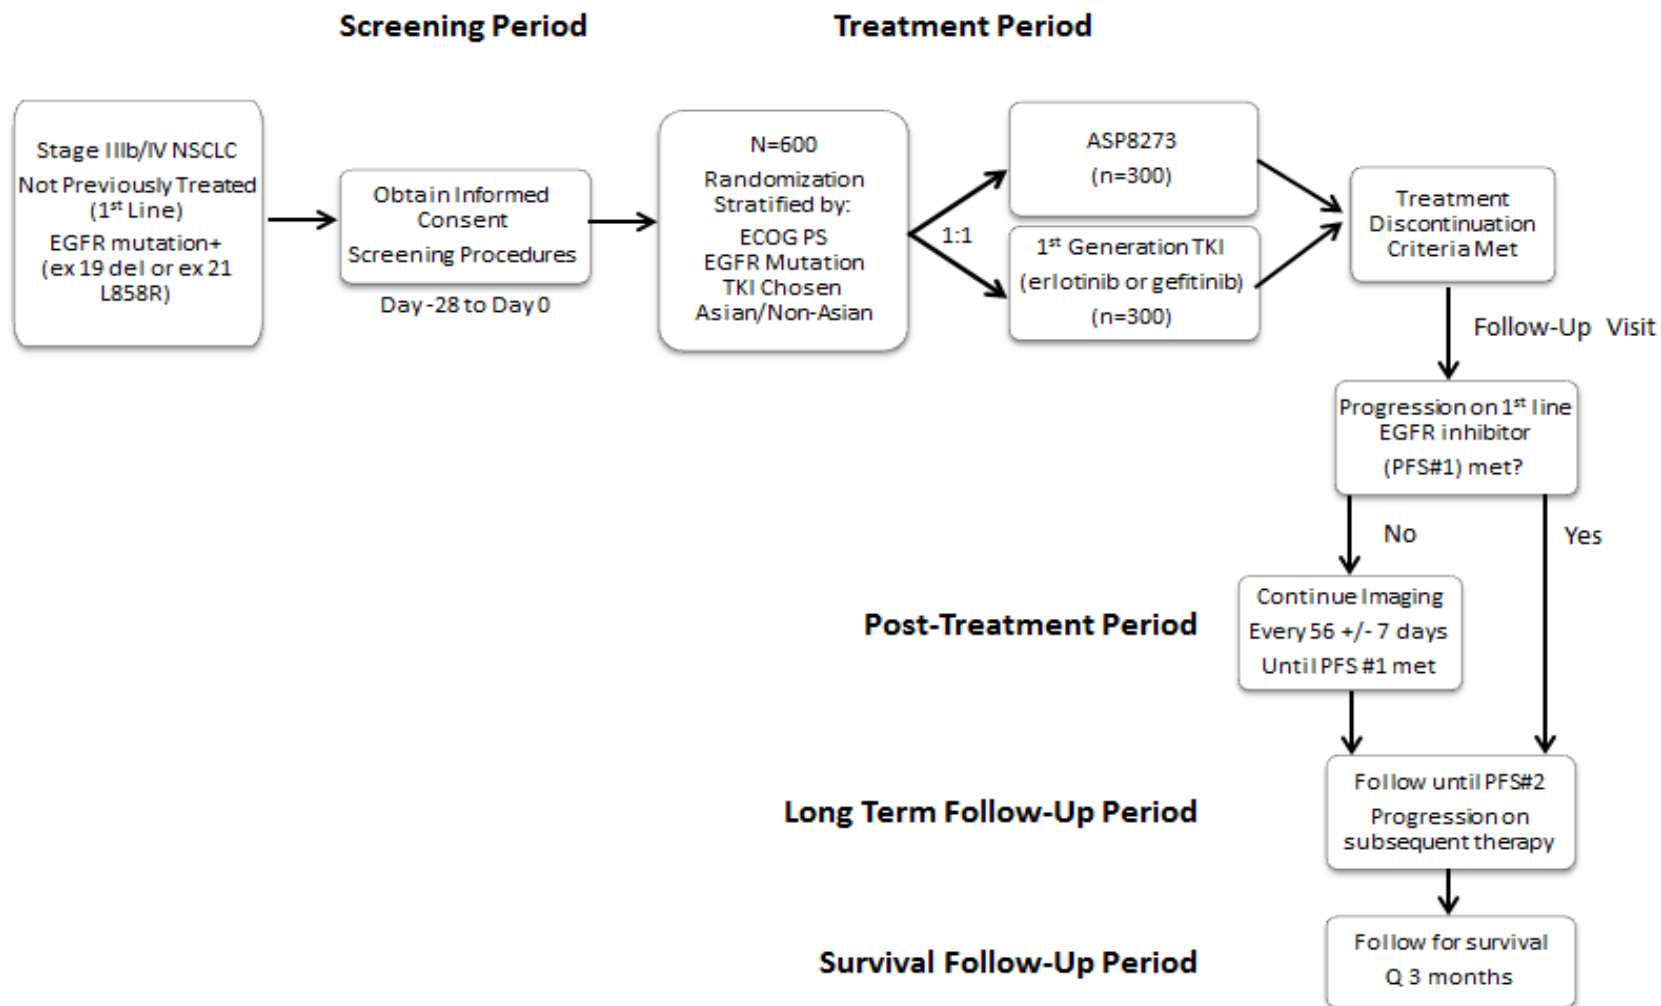 Screening Period
Treatment Period
Stage IIIb/IV NSCLC
Not Previously Treated
(1st Line)
EGFR mutation+
(ex 19 del or ex 21
L858R)
Obtain Informed
Consent
Screening Procedures
Day -28 to Day 0
N=600
Randomization
Stratified by:
ECOG PS
EGFR Mutation
TKI Chosen
Asian/Non-Asian
1:1
ASP8273
(n=300)
1st Generation TKI
(erlotinib or gefitinib)
(n=300)
Treatment
Discontinuation
Criteria Met
Follow-Up Visit
Progression on 1st line
EGFR inhibitor
(PFS#1) met?
No
Yes
Post-Treatment Period
Continue Imaging
Every 56 +/- 7 days
Until PFS #1 met
Long Term Follow-Up Period
Follow until PFS#2
Progression on
subsequent therapy
Survival Follow-Up Period
Follow for survival
Q 3 months